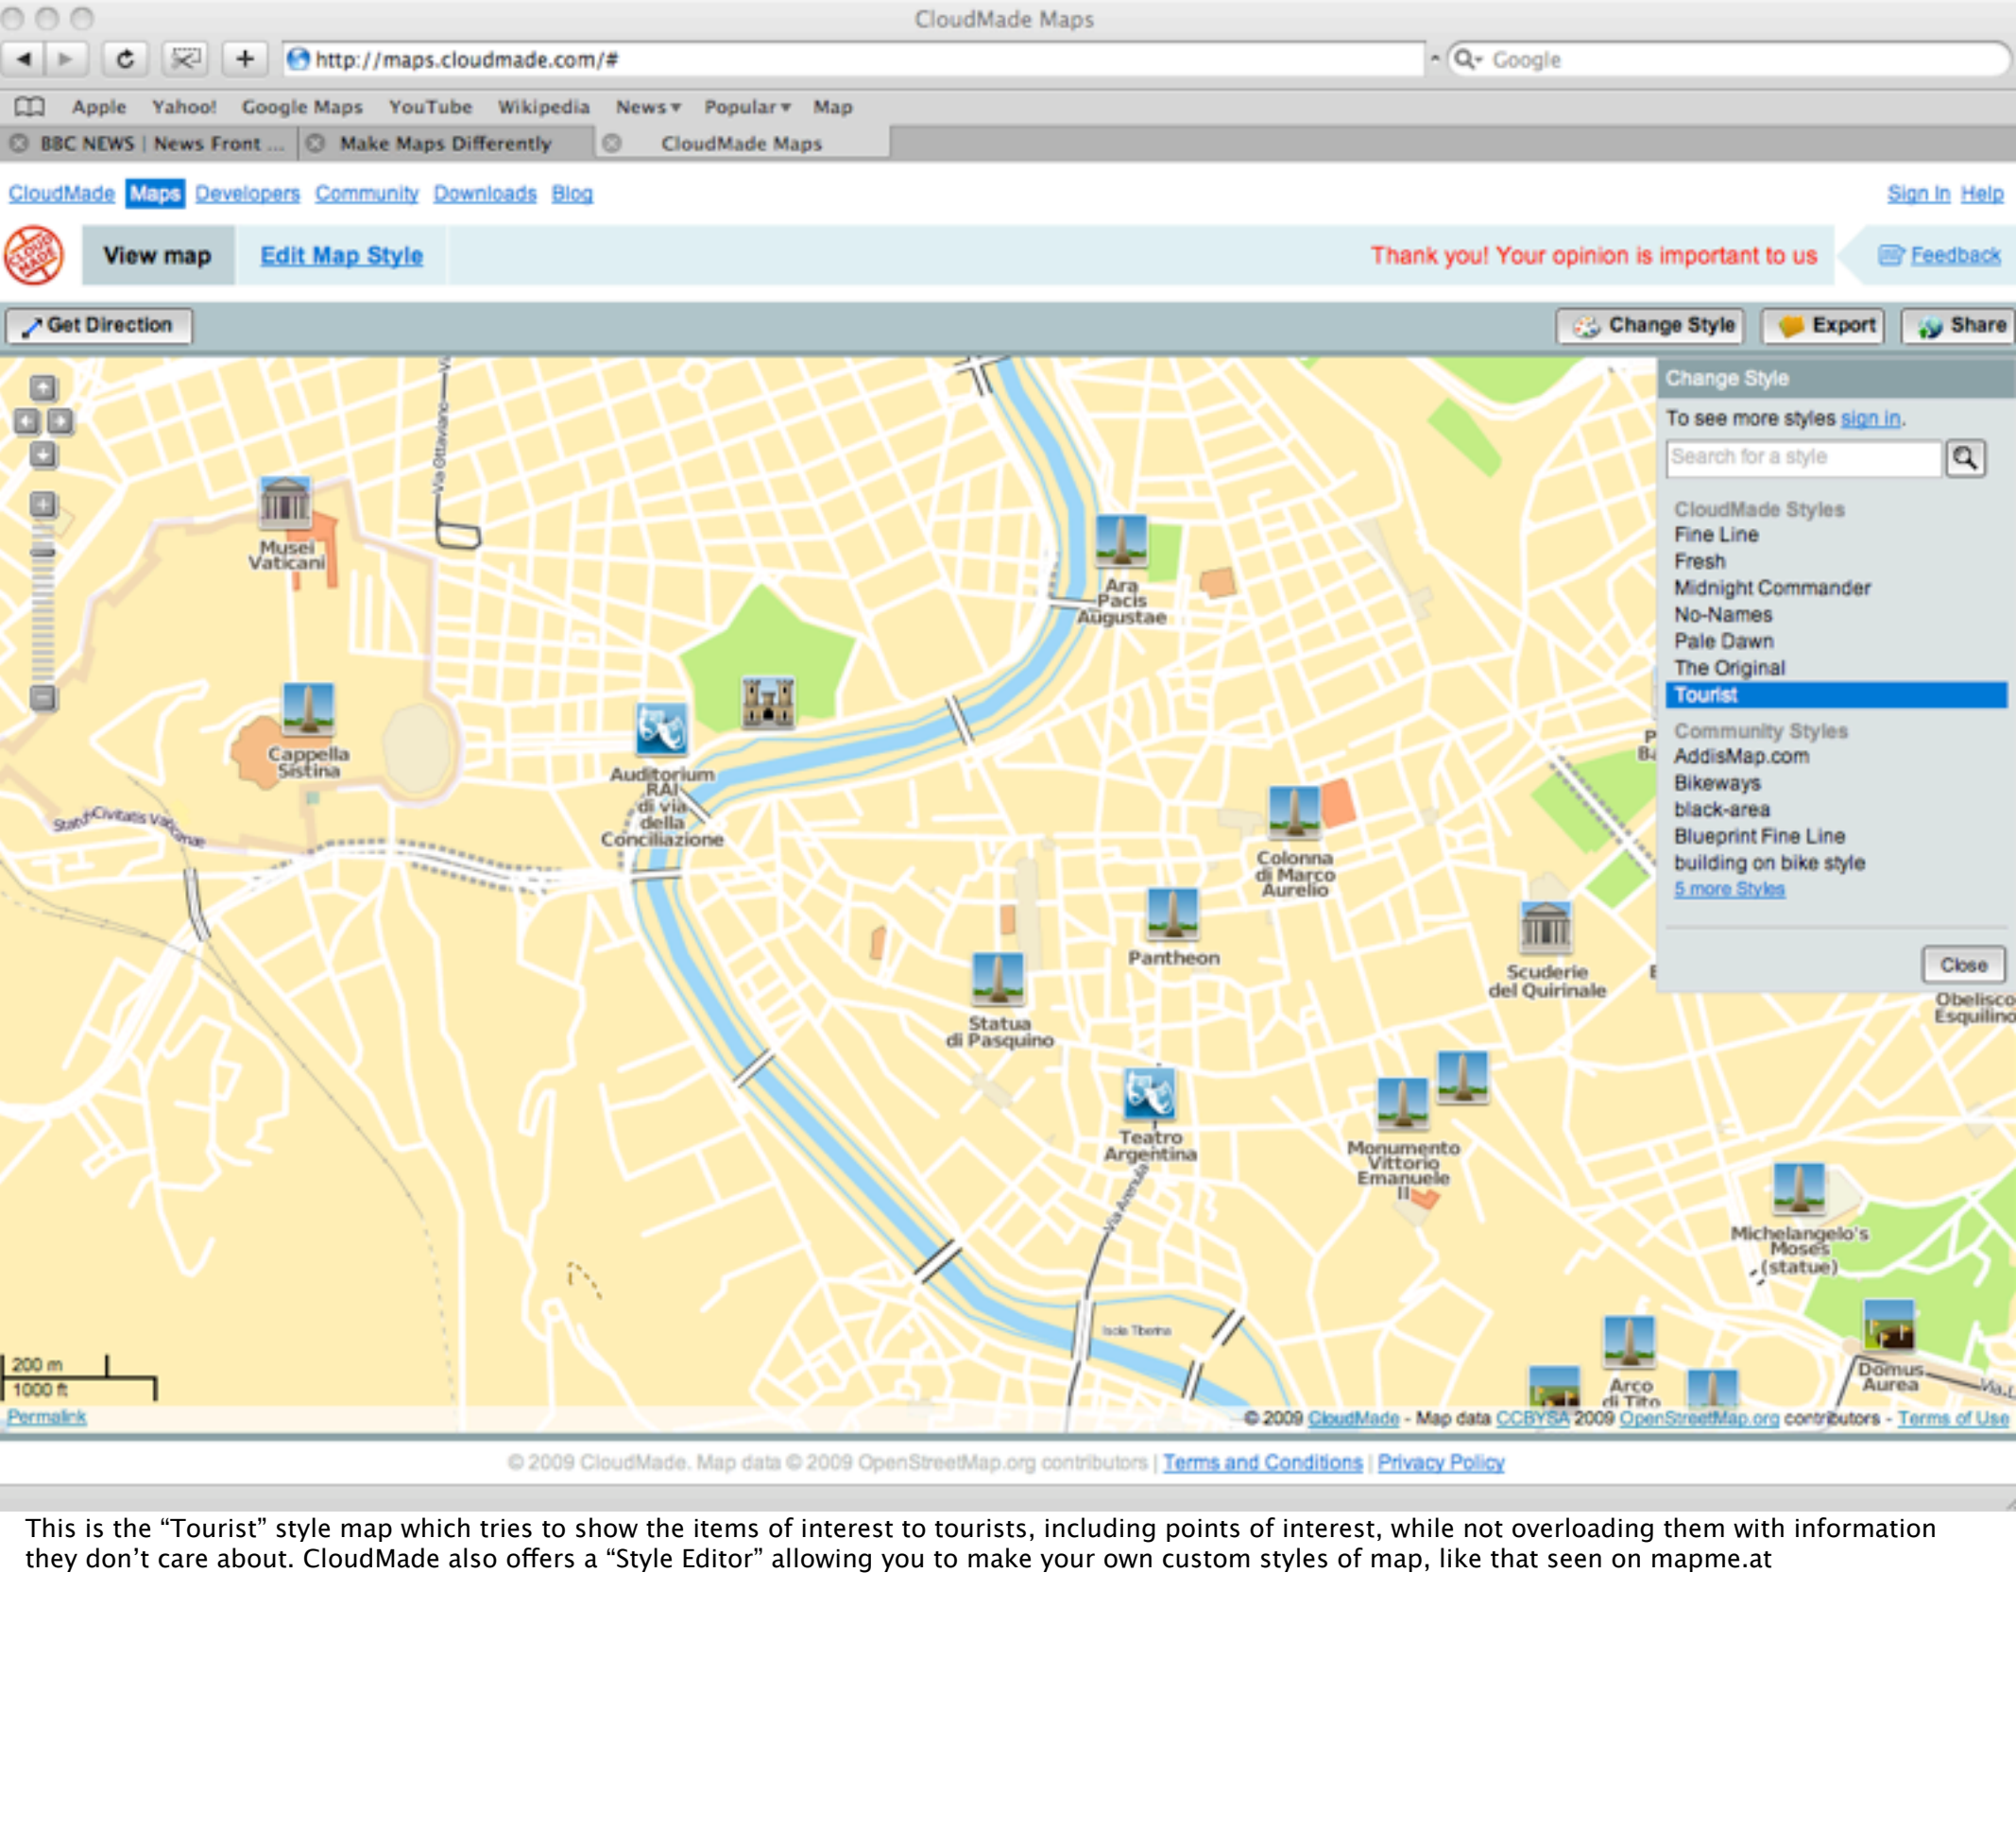 CloudMade Maps
http://maps.cloudmade.com/#
Google
Apple Yahoo! Google Maps YouTube Wikipedia News Popular Map
BBC NEWS | News Front ... Make Maps Differently CloudMade Maps
CloudMade Maps Developers Community Downloads Blog
Sign In Help
CLOUD MADE
View map Edit Map Style
Thank you! Your opinion is important to us
Feedback
Get Direction
Change Style Export Share
Via Ottaviano
Musei
Vaticani
Cappella
Sistina
Auditorium
RAI
di via
della
Conciliazione
Ara
Pacis
Augustae
Colonna
di Marco
Aurelio
Pantheon
Scuderie
del Quirinale
Statua
di Pasquino
Teatro
Argentina
Via Arenula
Monumento
Vittorio
Emanuele
II
Michelangelo's
Moses
(statue)
Isola Tiberina
Arco
di Tito
Domus
Aurea
Obelisco
Esquilino
Change Style
To see more styles sign in.
Search for a style
CloudMade Styles
Fine Line
Fresh
Midnight Commander
No-Names
Pale Dawn
The Original
Tourist
Community Styles
AddisMap.com
Bikeways
black-area
Blueprint Fine Line
building on bike style
5 more Styles
Close
200 m
1000 ft
Permalink
© 2009 CloudMade - Map data CCBYSA 2009 OpenStreetMap.org contributors - Terms of Use
© 2009 CloudMade. Map data © 2009 OpenStreetMap.org contributors | Terms and Conditions | Privacy Policy
This is the “Tourist” style map which tries to show the items of interest to tourists, including points of interest, while not overloading them with information
they don’t care about. CloudMade also offers a “Style Editor” allowing you to make your own custom styles of map, like that seen on mapme.at